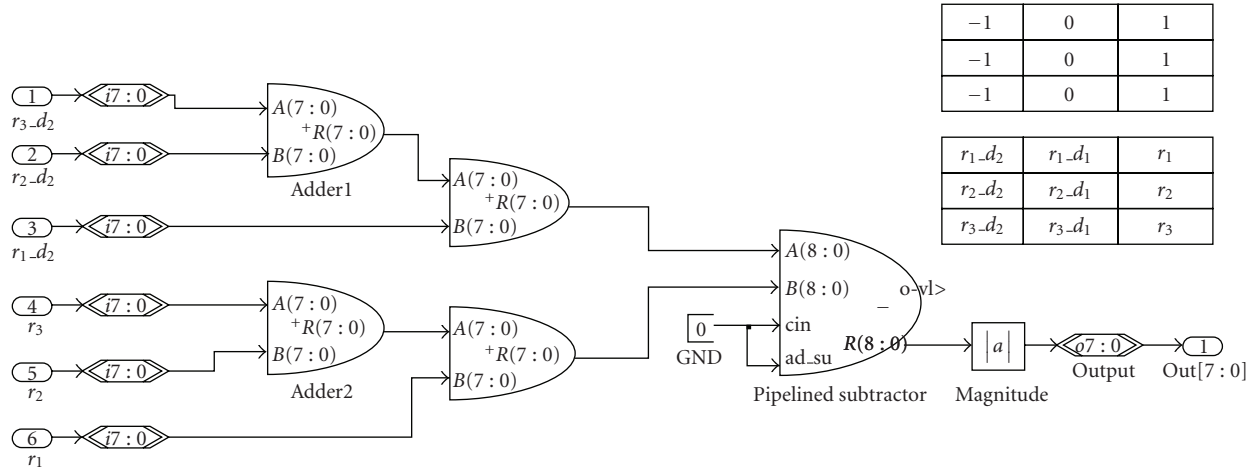 −1 0 1
−1 0 1
−1 0 1
r1_d2 r1_d1 r1
r2_d2 r2_d1 r2
r3_d2 r3_d1 r3
1 i7 : 0
r3_d2
2 i7 : 0
r2_d2
3 i7 : 0
r1_d2
A(7 : 0)
+R(7 : 0)
B(7 : 0)
Adder1
A(7 : 0)
+R(7 : 0)
B(7 : 0)
4 i7 : 0
r3
5 i7 : 0
r2
6 i7 : 0
r1
A(7 : 0)
+R(7 : 0)
B(7 : 0)
Adder2
A(7 : 0)
+R(7 : 0)
B(7 : 0)
0
GND
A(8 : 0)
B(8 : 0)
o-vl>
−
cin
R(8 : 0)
ad_su
Pipelined subtractor
|a|
Magnitude
o7 : 0
Output
1
Out[7 : 0]